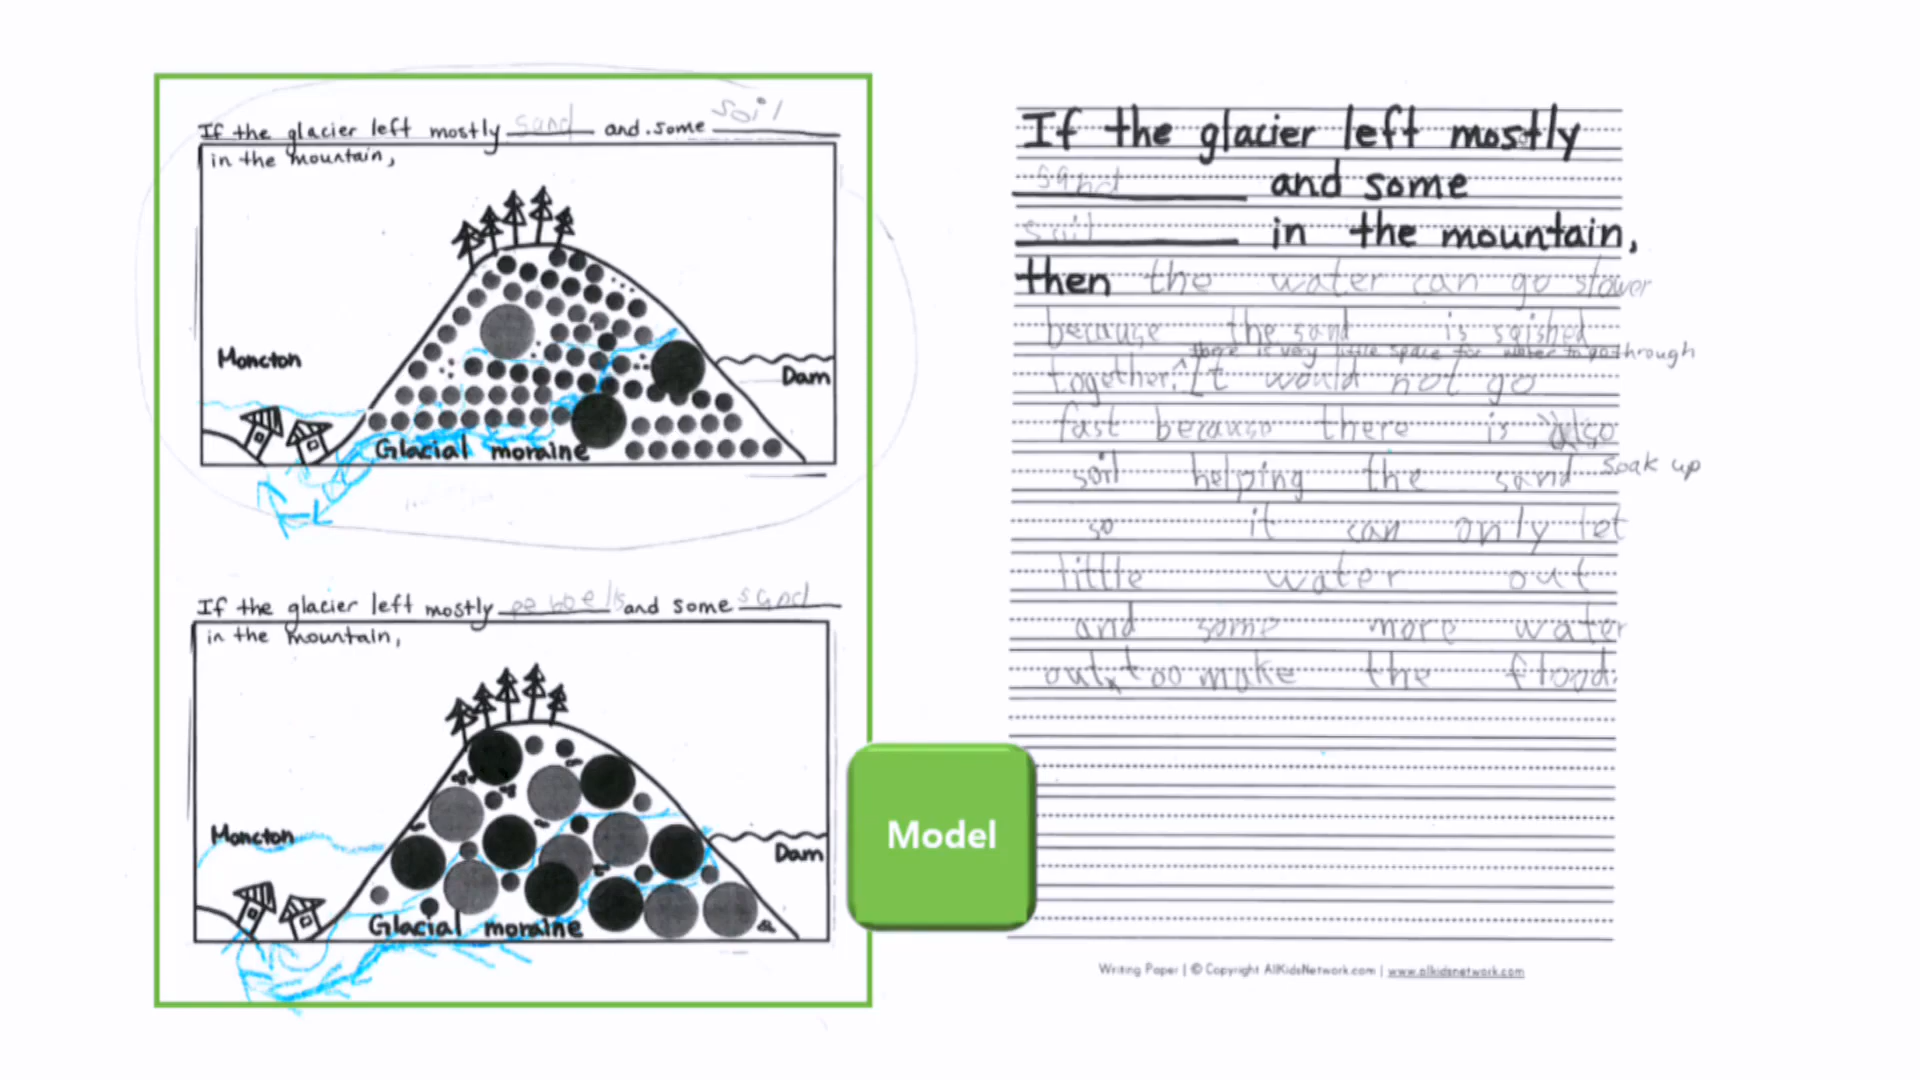 If the glacier left mostly sand and some soil
in the mountain,
Moncton
Dam
Glacial moraine
If the glacier left mostly pebbels and some sand
in the mountain,
Moncton
Dam
Glacial moraine
Model
If the glacier left mostly
sand and some
soil in the mountain,
then the water can go slower
because the sand is sqished
there is very little space for water to go through
together. It would not go
fast because there is also
soil helping the sand soak up
so it can only let
little water out
and some more water
out too make the flood.
Writing Paper | © Copyright AllKidsNetwork.com | www.allkidsnetwork.com